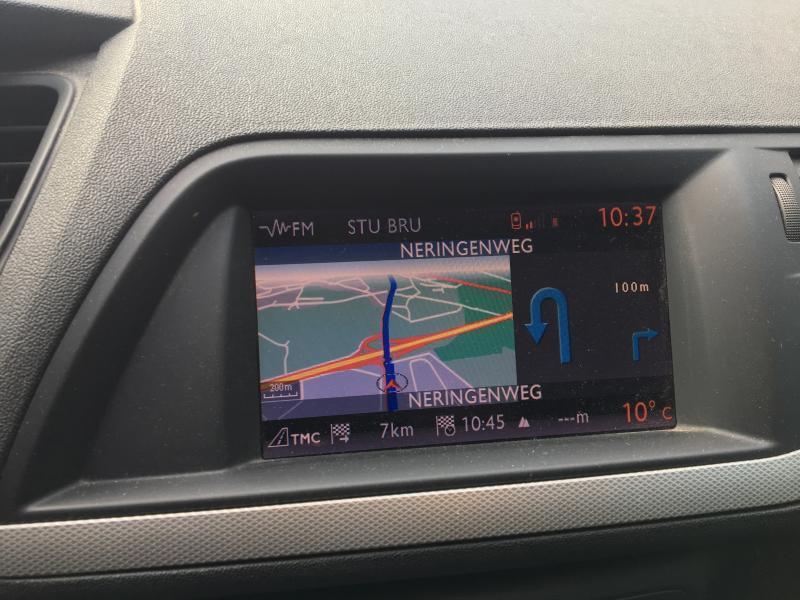 FM STU BRU 10:37
NERINGENWEG
100m
200m
NERINGENWEG
TMC 7km 10:45 ---m 10° C